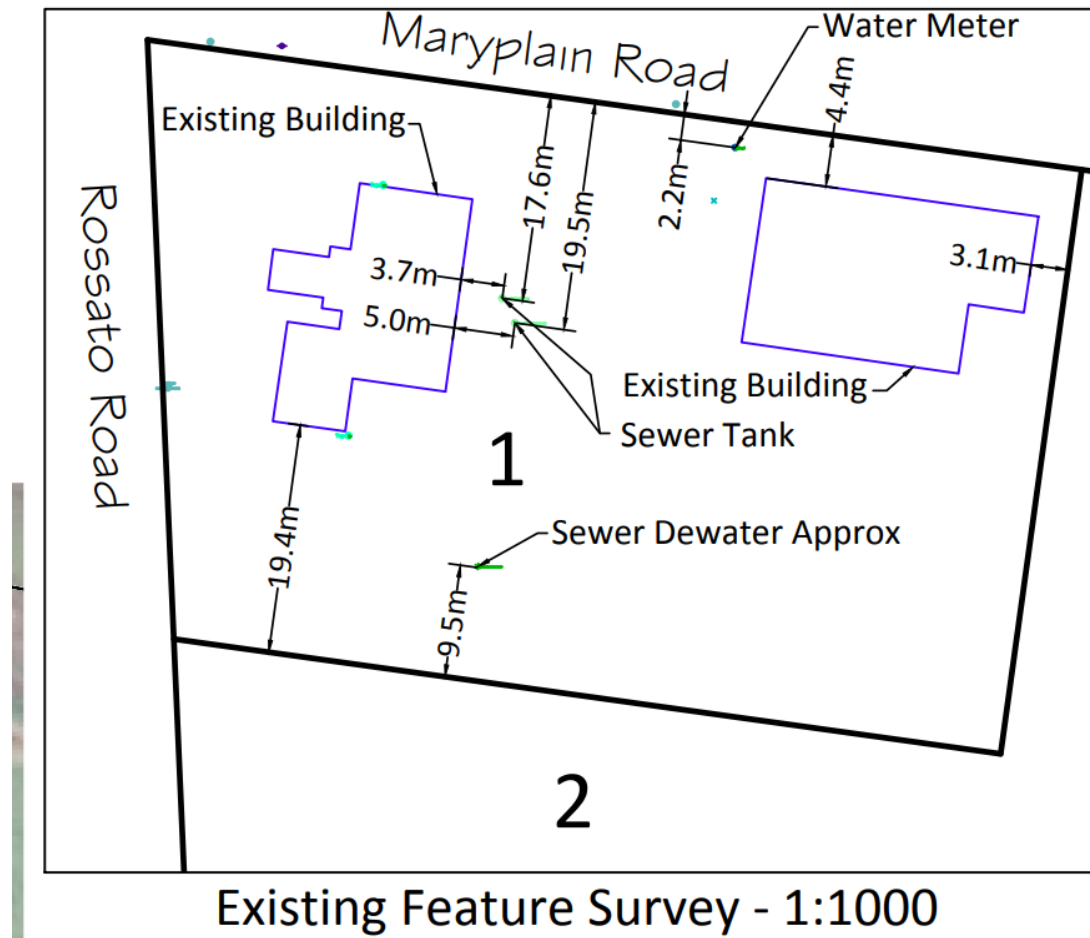 Maryplain Road
Water Meter
4.4m
Existing Building
17.6m
19.5m
2.2m
Rossato Road
3.7m
3.1m
5.0m
Existing Building
Sewer Tank
1
19.4m
Sewer Dewater Approx
9.5m
2
Existing Feature Survey - 1:1000